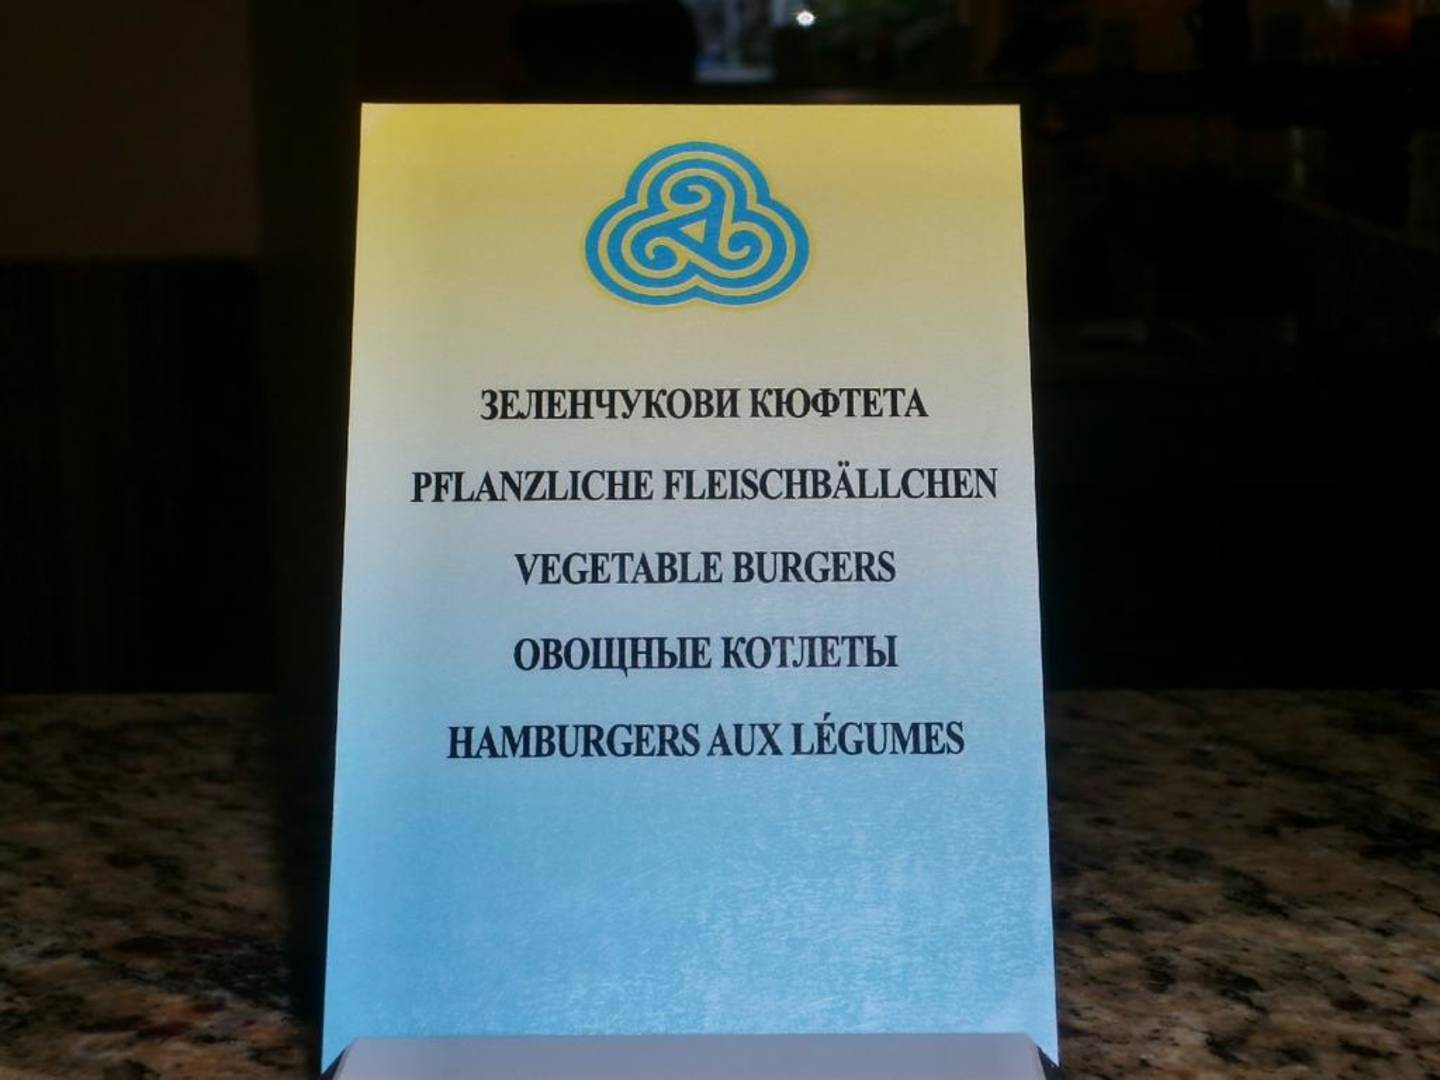 ЗЕЛЕНЧУКОВИ КЮФТЕТА
PFLANZLICHE FLEISCHBÄLLCHEN
VEGETABLE BURGERS
ОВОЩНЫЕ КОТЛЕТЫ
HAMBURGERS AUX LÉGUMES